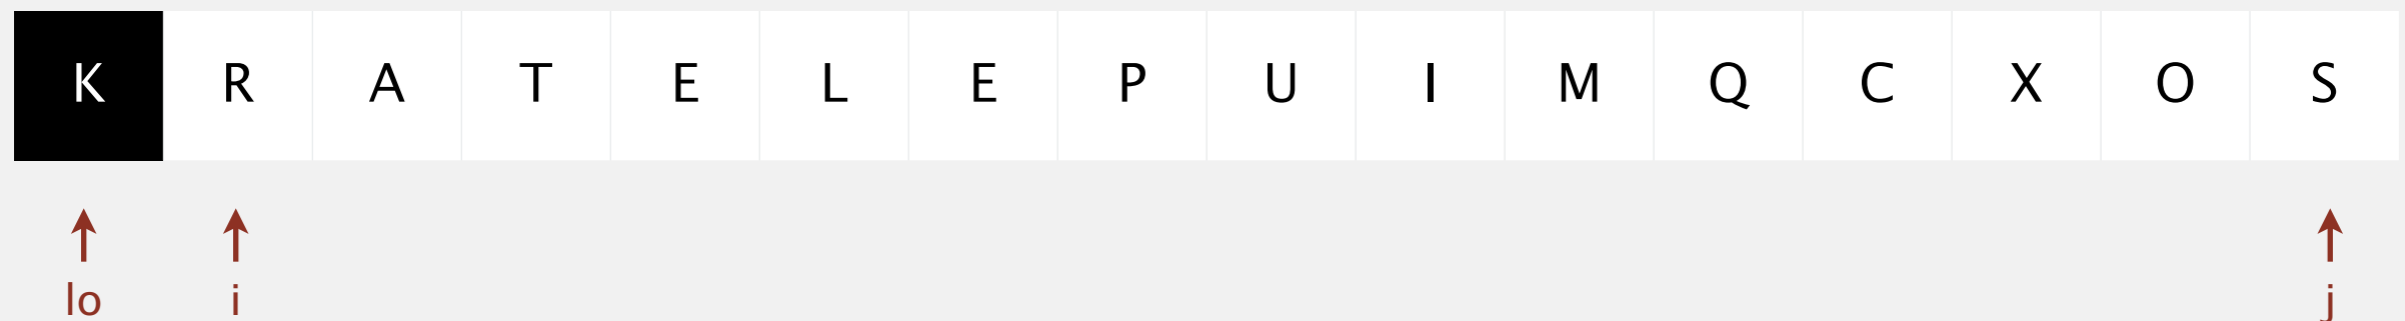 K R A T E L E P U I M Q C X O S
lo i j